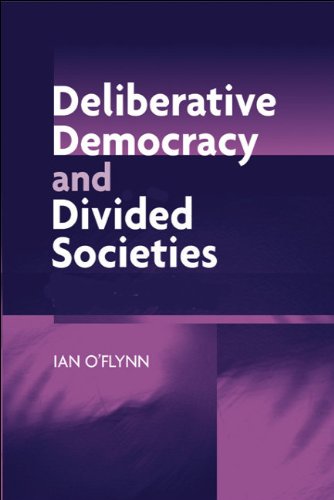 Deliberative
Democracy
and
Divided
Societies
IAN O'FLYNN